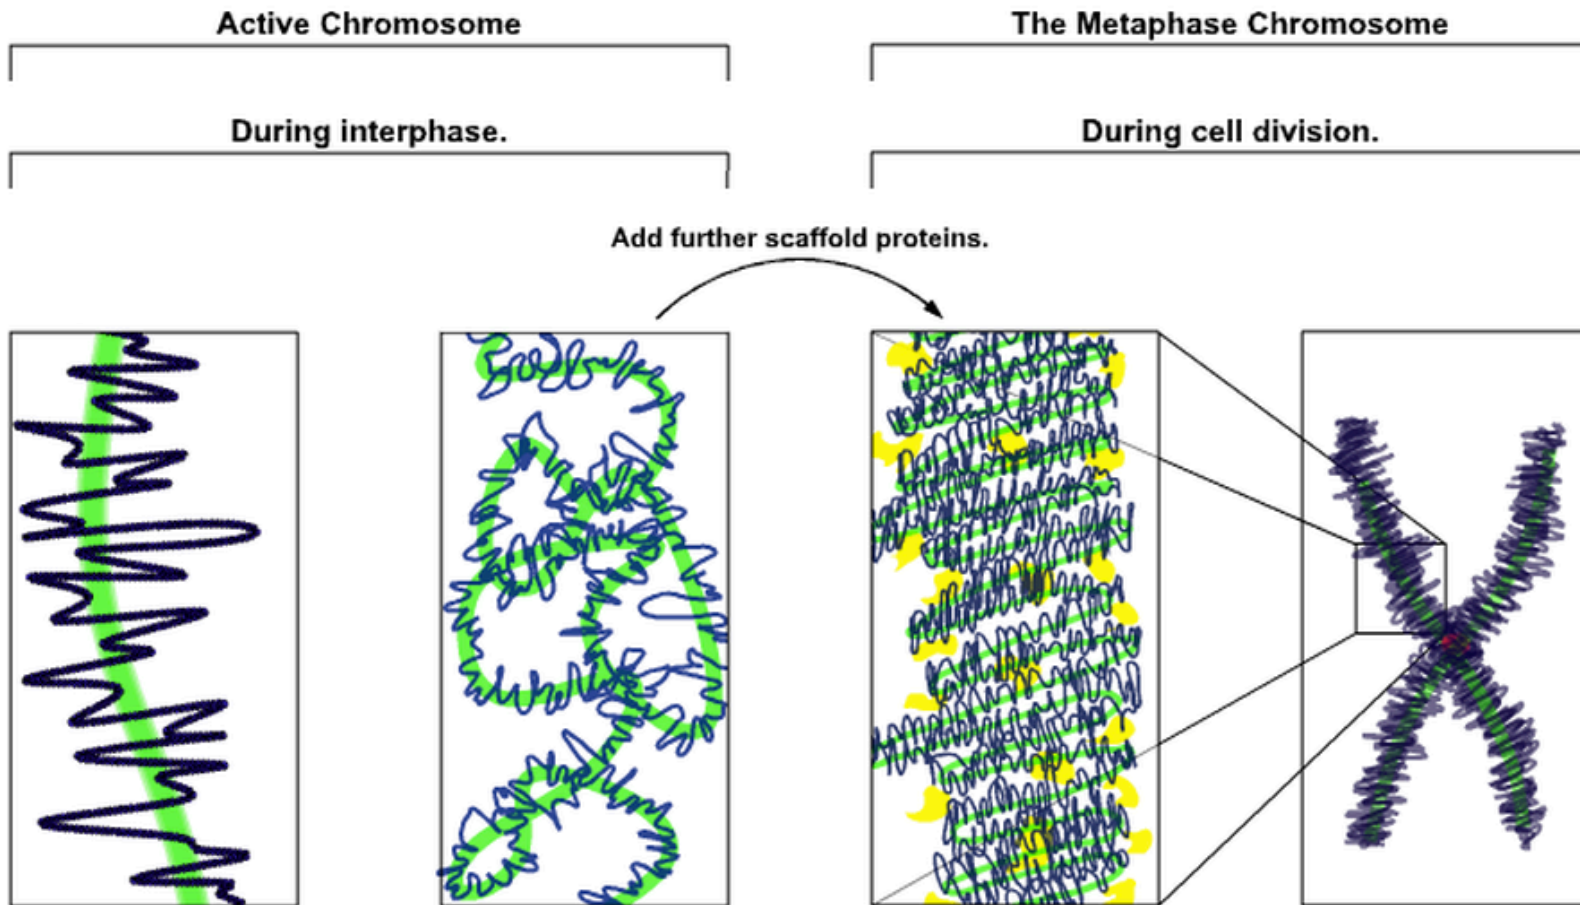 Active Chromosome
The Metaphase Chromosome
During interphase.
During cell division.
Add further scaffold proteins.